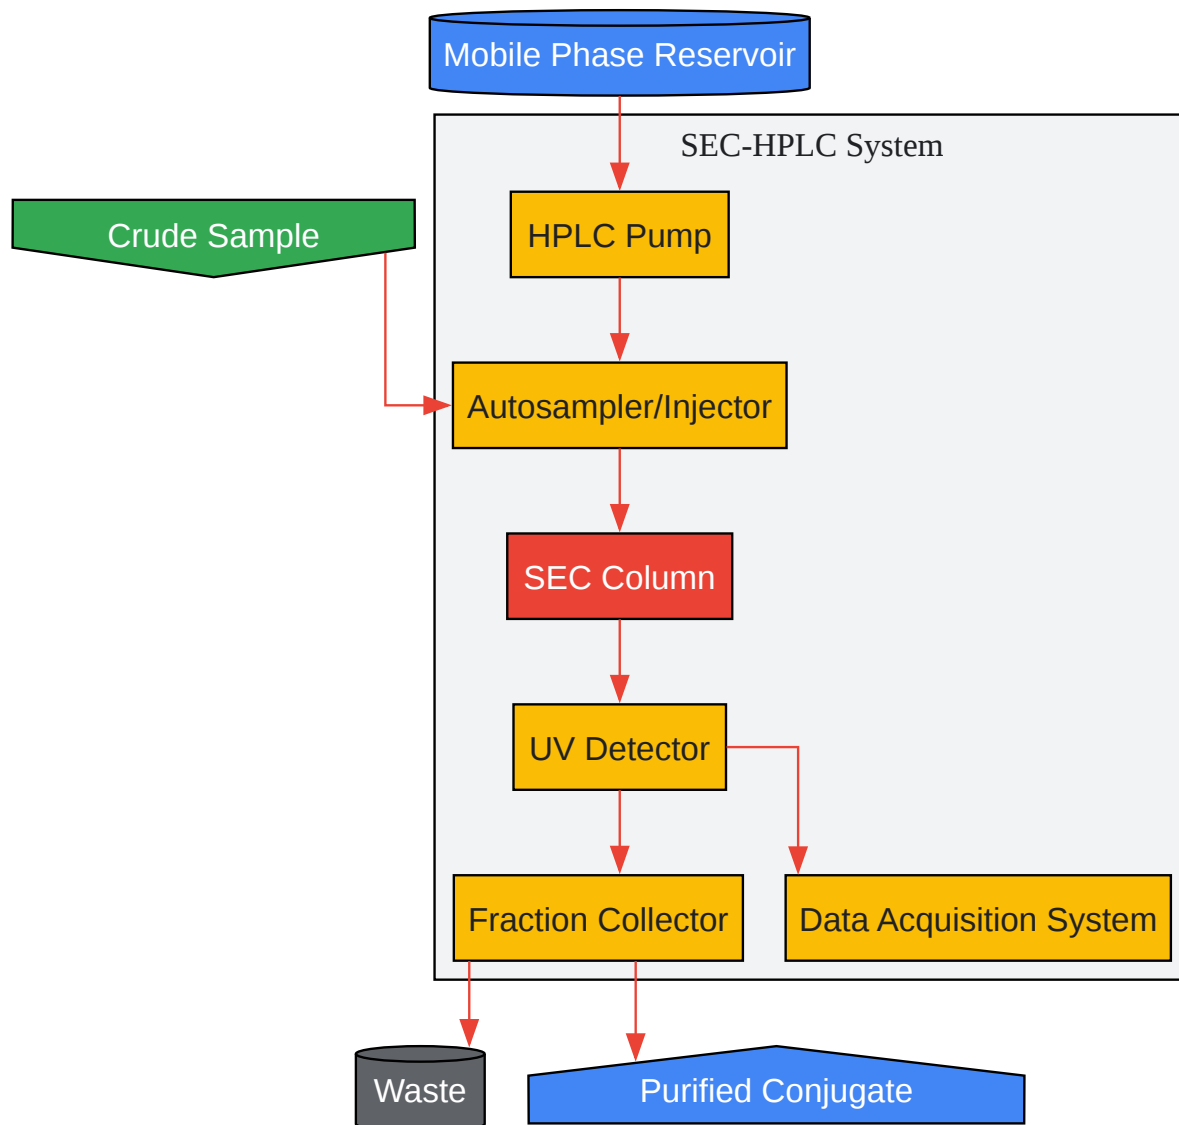 Mobile Phase Reservoir
SEC-HPLC System
Crude Sample
HPLC Pump
Autosampler/Injector
SEC Column
UV Detector
Fraction Collector
Data Acquisition System
Waste
Purified Conjugate